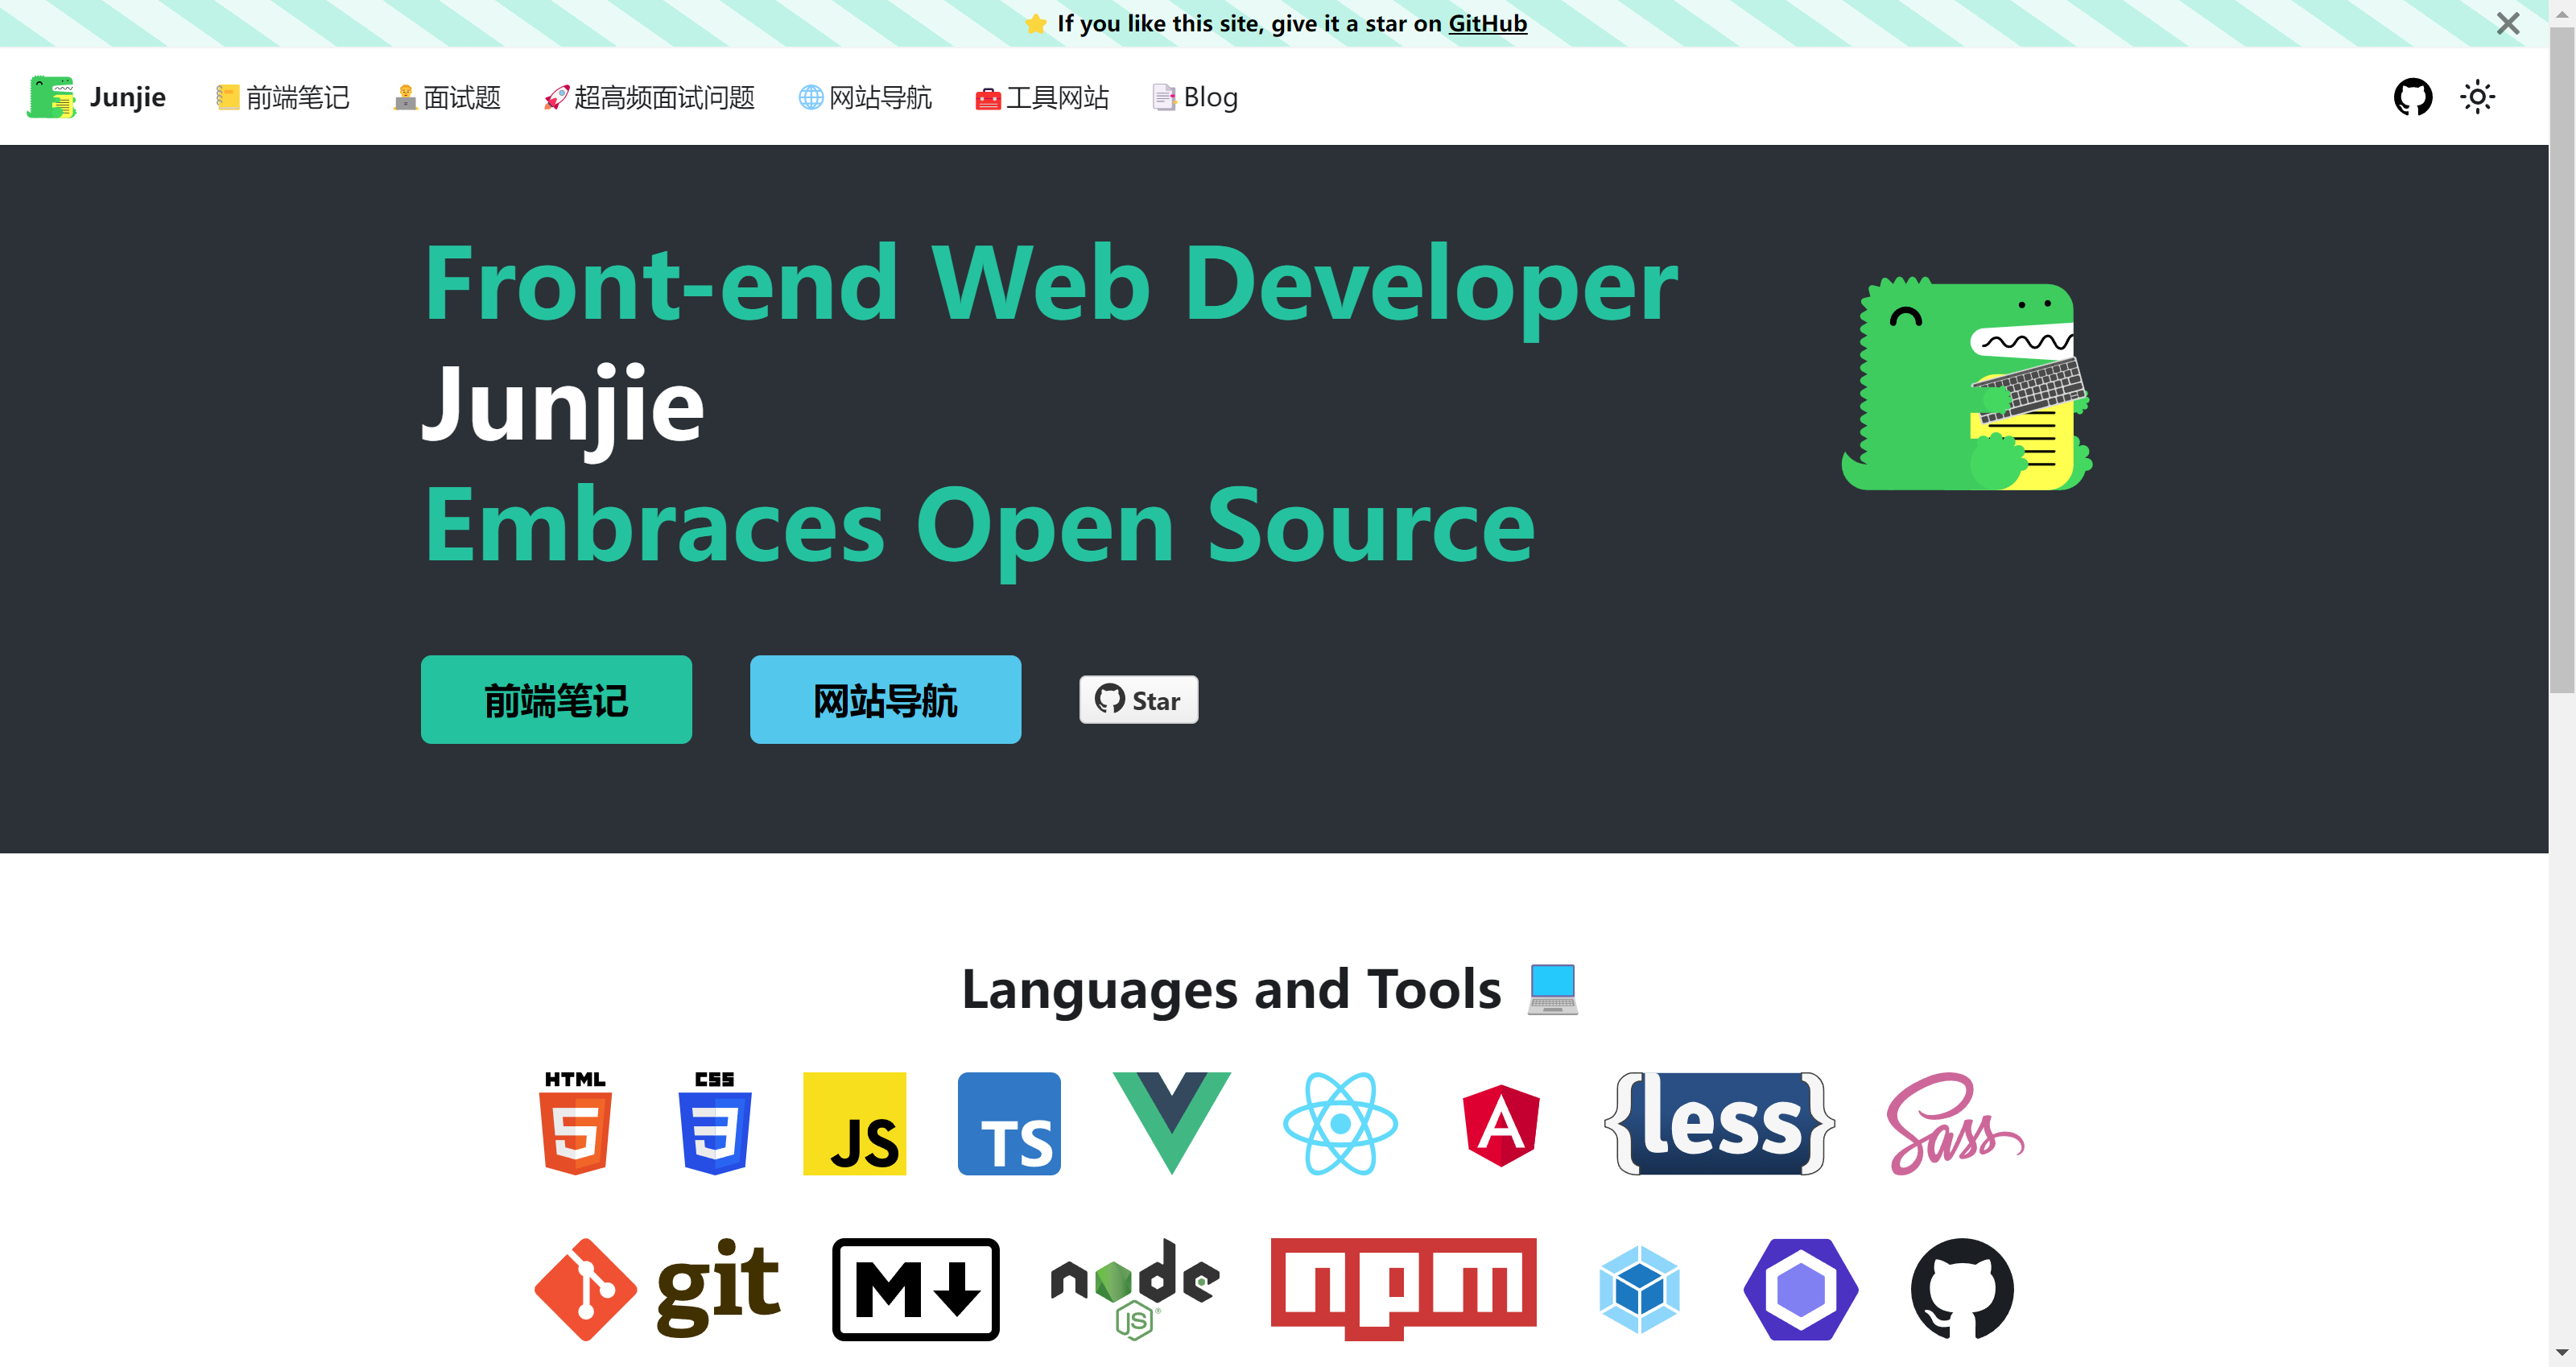 ⭐ If you like this site, give it a star on GitHub
Junjie 📒前端笔记 🧑‍💻面试题 🚀超高频面试问题 🌐网站导航 🧰工具网站 📑Blog
Front-end Web Developer
Junjie
Embraces Open Source
前端笔记 网站导航 Star
Languages and Tools 💻
HTML CSS JS TS {less} Sass
git M node JS npm